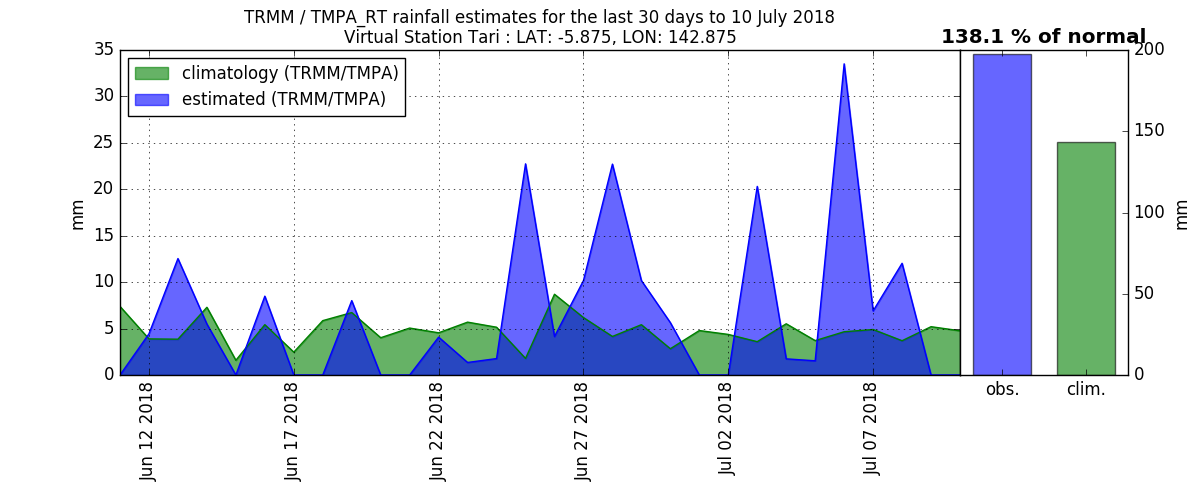 TRMM / TMPA_RT rainfall estimates for the last 30 days to 10 July 2018
Virtual Station Tari : LAT: -5.875, LON: 142.875
138.1 % of normal
climatology (TRMM/TMPA)
estimated (TRMM/TMPA)
35
30
25
20
15
10
5
0
mm
Jun 12 2018
Jun 17 2018
Jun 22 2018
Jun 27 2018
Jul 02 2018
Jul 07 2018
obs.
clim.
200
150
100
50
0
mm